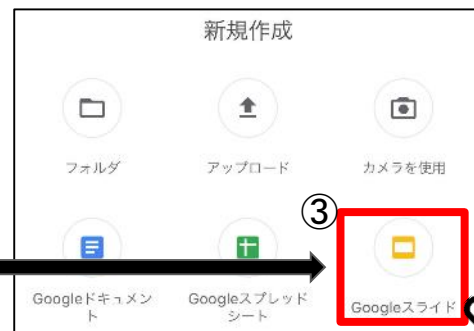 新規作成
フォルダ
アップロード
カメラを使用
③
Googleドキュメン
ト
Googleスプレッド
シート
Googleスライド